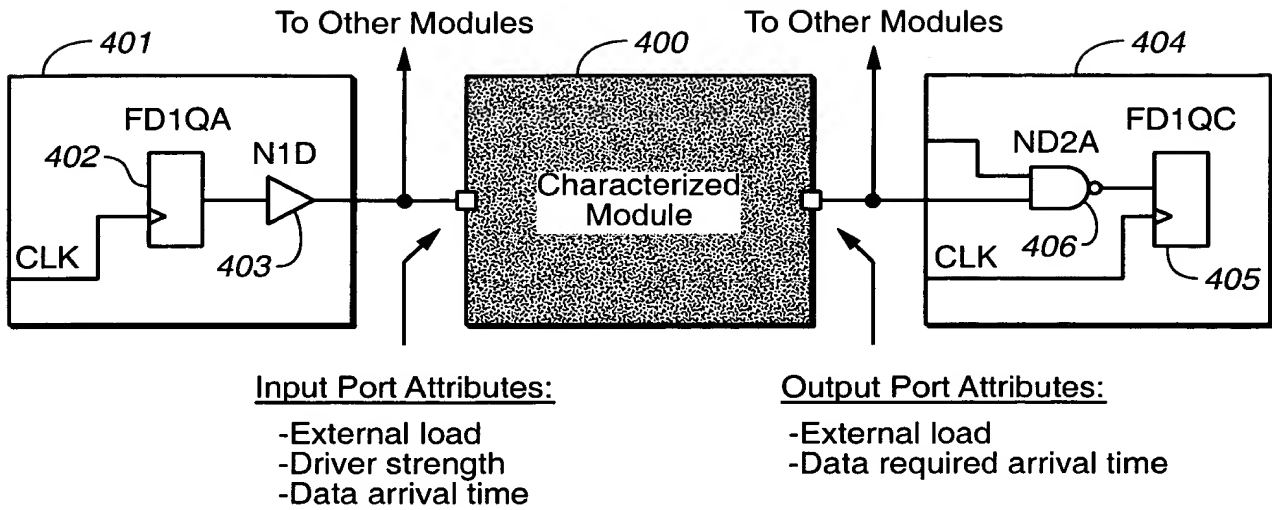 To Other Modules
To Other Modules
401
400
404
FD1QA
402
N1D
403
CLK
Characterized
Module
ND2A
FD1QC
406
CLK
405
Input Port Attributes:
-External load
-Driver strength
-Data arrival time
Output Port Attributes:
-External load
-Data required arrival time